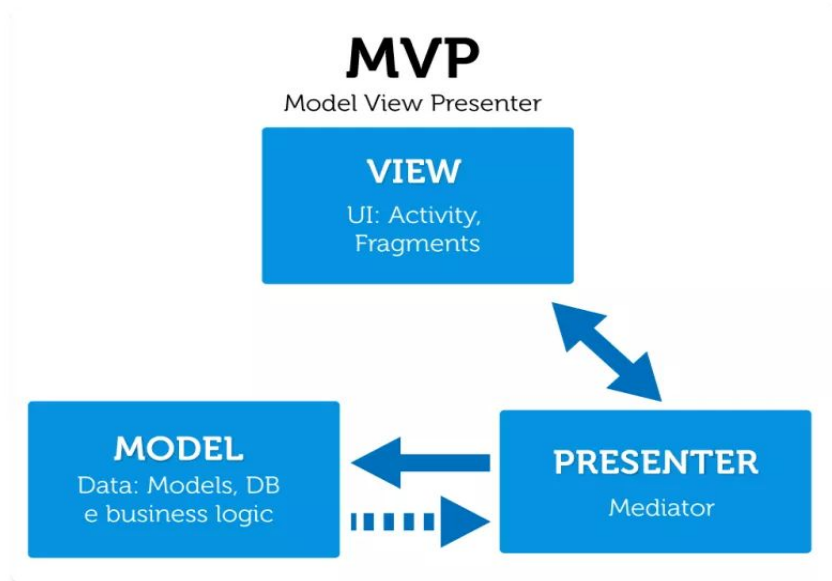 MVP
Model View Presenter
VIEW
UI: Activity,
Fragments
MODEL
Data: Models, DB
e business logic
PRESENTER
Mediator